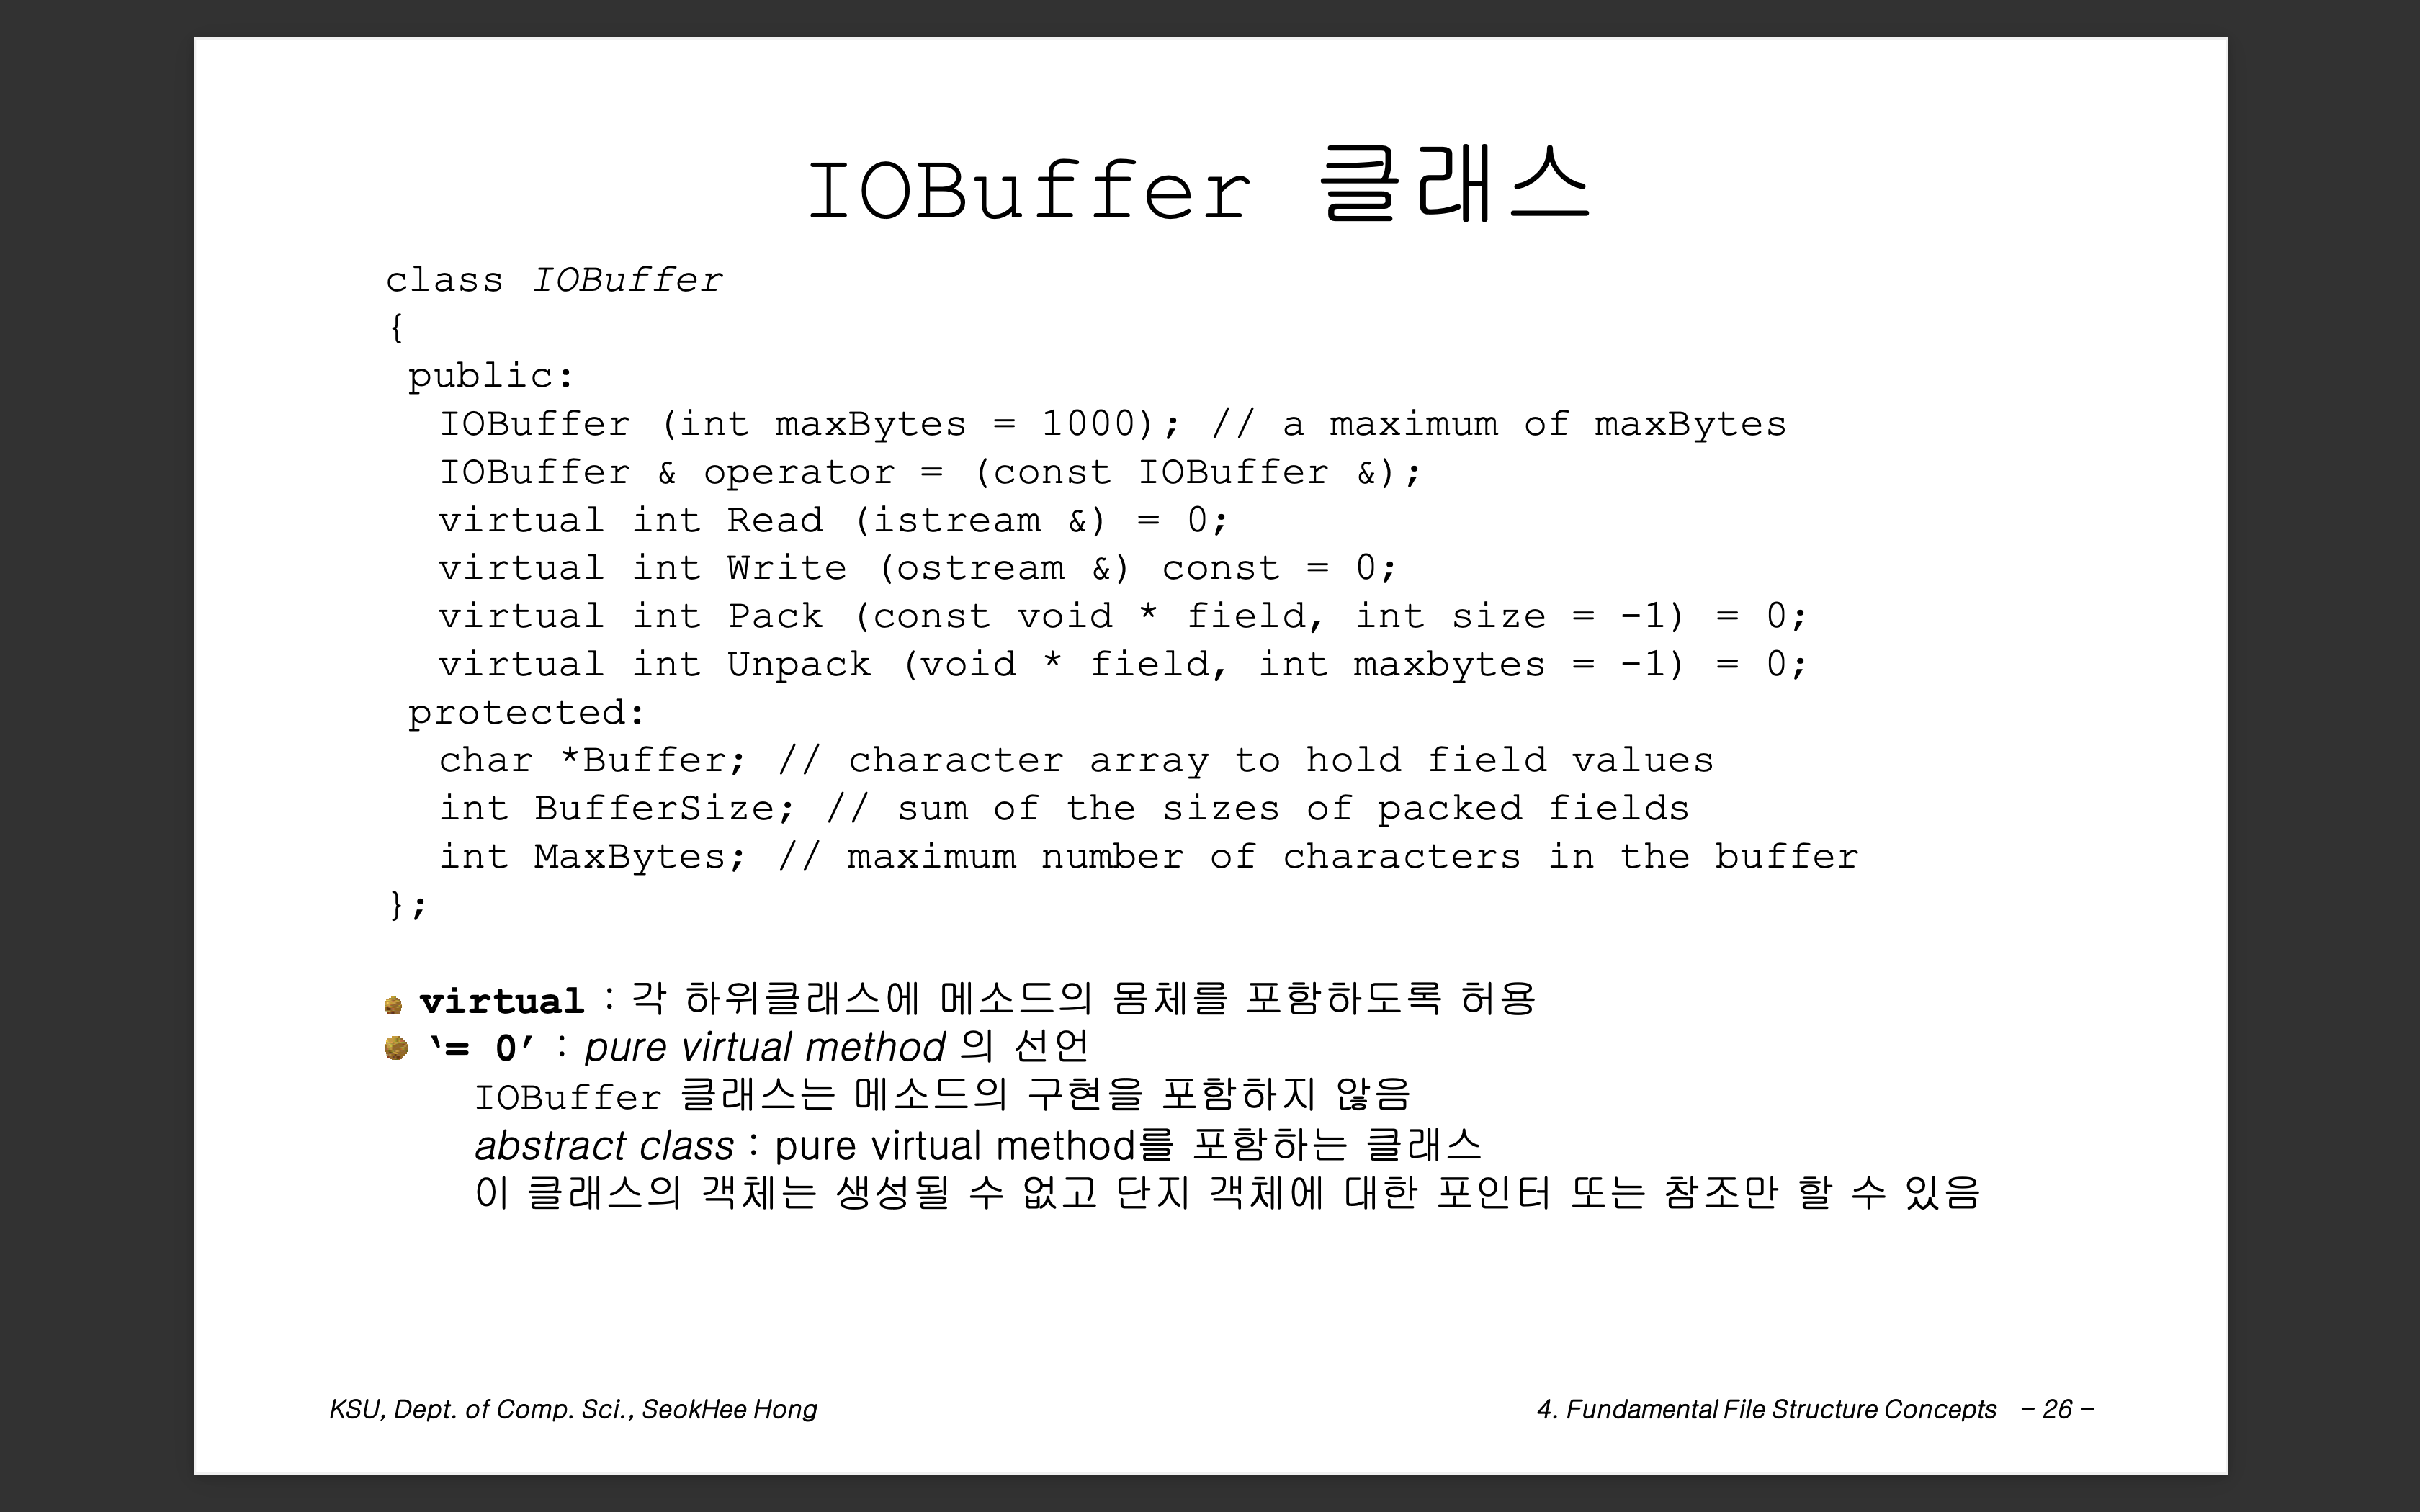 IOBuffer 클래스
class IOBuffer
{
public:
IOBuffer (int maxBytes = 1000); // a maximum of maxBytes
IOBuffer & operator = (const IOBuffer &);
virtual int Read (istream &) = 0;
virtual int Write (ostream &) const = 0;
virtual int Pack (const void * field, int size = -1) = 0;
virtual int Unpack (void * field, int maxbytes = -1) = 0;
protected:
char *Buffer; // character array to hold field values
int BufferSize; // sum of the sizes of packed fields
int MaxBytes; // maximum number of characters in the buffer
};
virtual : 각 하위클래스에 메소드의 몸체를 포함하도록 허용
‘= 0’ : pure virtual method 의 선언
IOBuffer 클래스는 메소드의 구현을 포함하지 않음
abstract class : pure virtual method를 포함하는 클래스
이 클래스의 객체는 생성될 수 없고 단지 객체에 대한 포인터 또는 참조만 할 수 있음
KSU, Dept. of Comp. Sci., SeokHee Hong
4. Fundamental File Structure Concepts – 26 –